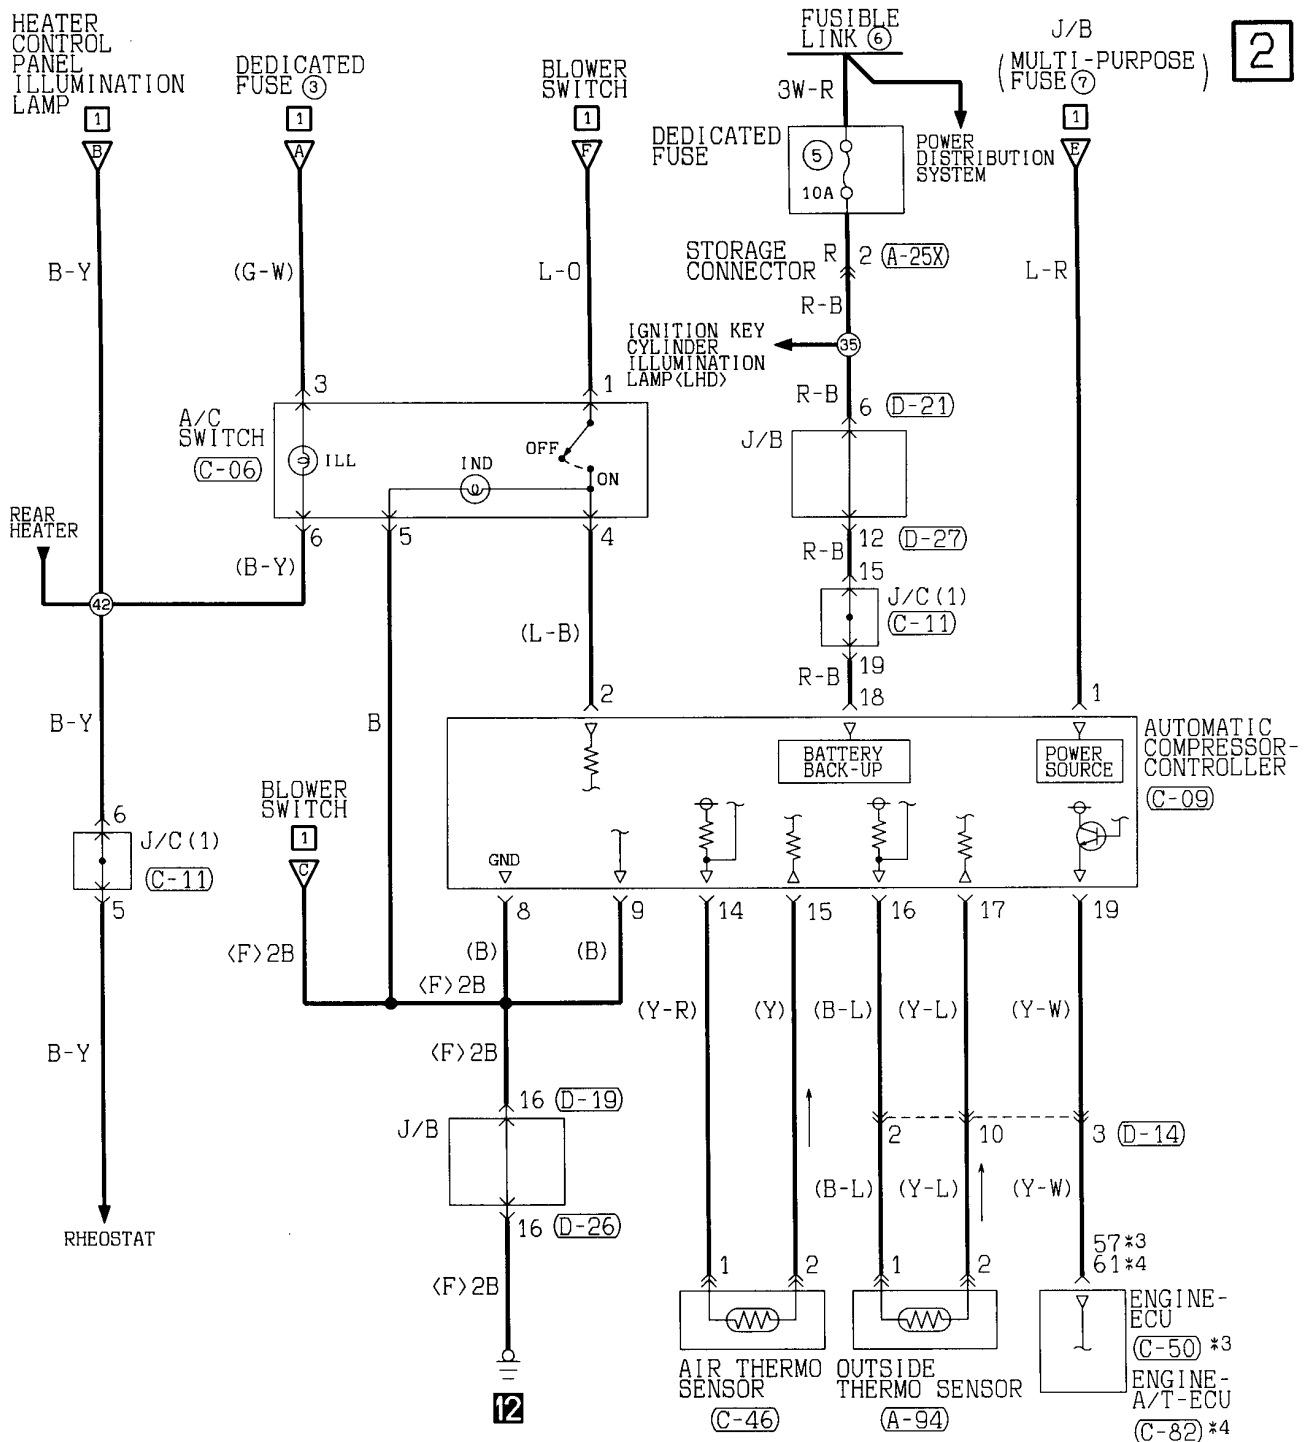 HEATER
CONTROL
PANEL
ILLUMINATION
LAMP
1
B
DEDICATED
FUSE ③
1
A
BLOWER
SWITCH
1
F
FUSIBLE
LINK ⑥
3W-R
DEDICATED
FUSE
⑤
10A
POWER
DISTRIBUTION
SYSTEM
J/B
(MULTI-PURPOSE
FUSE ⑦)
1
E
2
B-Y
(G-W)
L-O
STORAGE
CONNECTOR
R 2 A-25X
R-B
L-R
IGNITION KEY
CYLINDER
ILLUMINATION
LAMP<LHD>
35
R-B
3
1
6 D-21
A/C
SWITCH
C-06
ILL
IND
OFF
ON
J/B
REAR
HEATER
6
5
4
12 D-27
R-B
15
(B-Y)
42
J/C(1)
C-11
(L-B)
19
R-B
18
2
1
B-Y
B
BATTERY
BACK-UP
POWER
SOURCE
AUTOMATIC
COMPRESSOR-
CONTROLLER
C-09
BLOWER
SWITCH
1
C
6
J/C(1)
C-11
5
GND
8
9
14
15
16
17
19
<F>2B
(B)
(B)
<F>2B
(Y-R)
(Y)
(B-L)
(Y-L)
(Y-W)
B-Y
<F>2B
16 D-19
J/B
2
10
3 D-14
(B-L)
(Y-L)
(Y-W)
16 D-26
RHEOSTAT
<F>2B
57*3
61*4
1
2
1
2
12
AIR THERMO
SENSOR
C-46
OUTSIDE
THERMO SENSOR
A-94
ENGINE-
ECU
C-50 *3
ENGINE-
A/T-ECU
C-82 *4